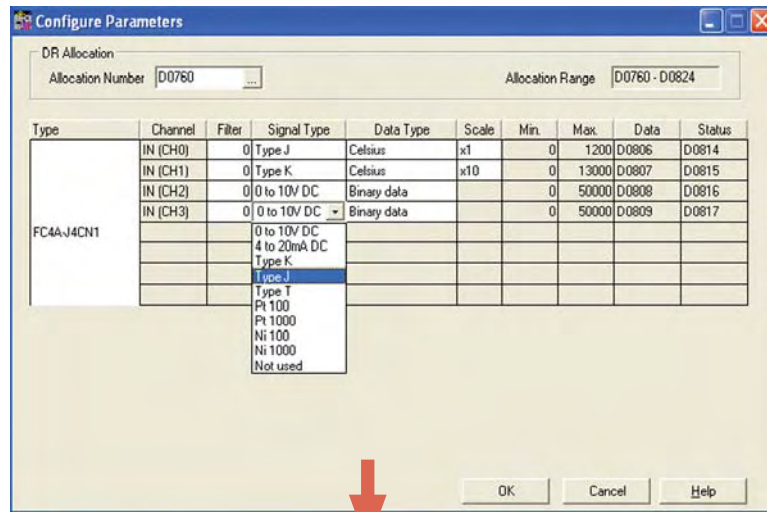 Configure Parameters
DR Allocation
Allocation Number D0760 ... Allocation Range D0760 - D0824
Type Channel Filter Signal Type Data Type Scale Min. Max. Data Status
IN (CH0) 0 Type J Celsius x1 0 1200 D0806 D0814
IN (CH1) 0 Type K Celsius x10 0 13000 D0807 D0815
IN (CH2) 0 0 to 10V DC Binary data 0 50000 D0808 D0816
IN (CH3) 0 0 to 10V DC Binary data 0 50000 D0809 D0817
FC4A-J4CN1
0 to 10V DC
4 to 20mA DC
Type K
Type J
Type T
Pt 100
Pt 1000
Ni 100
Ni 1000
Not used
OK Cancel Help